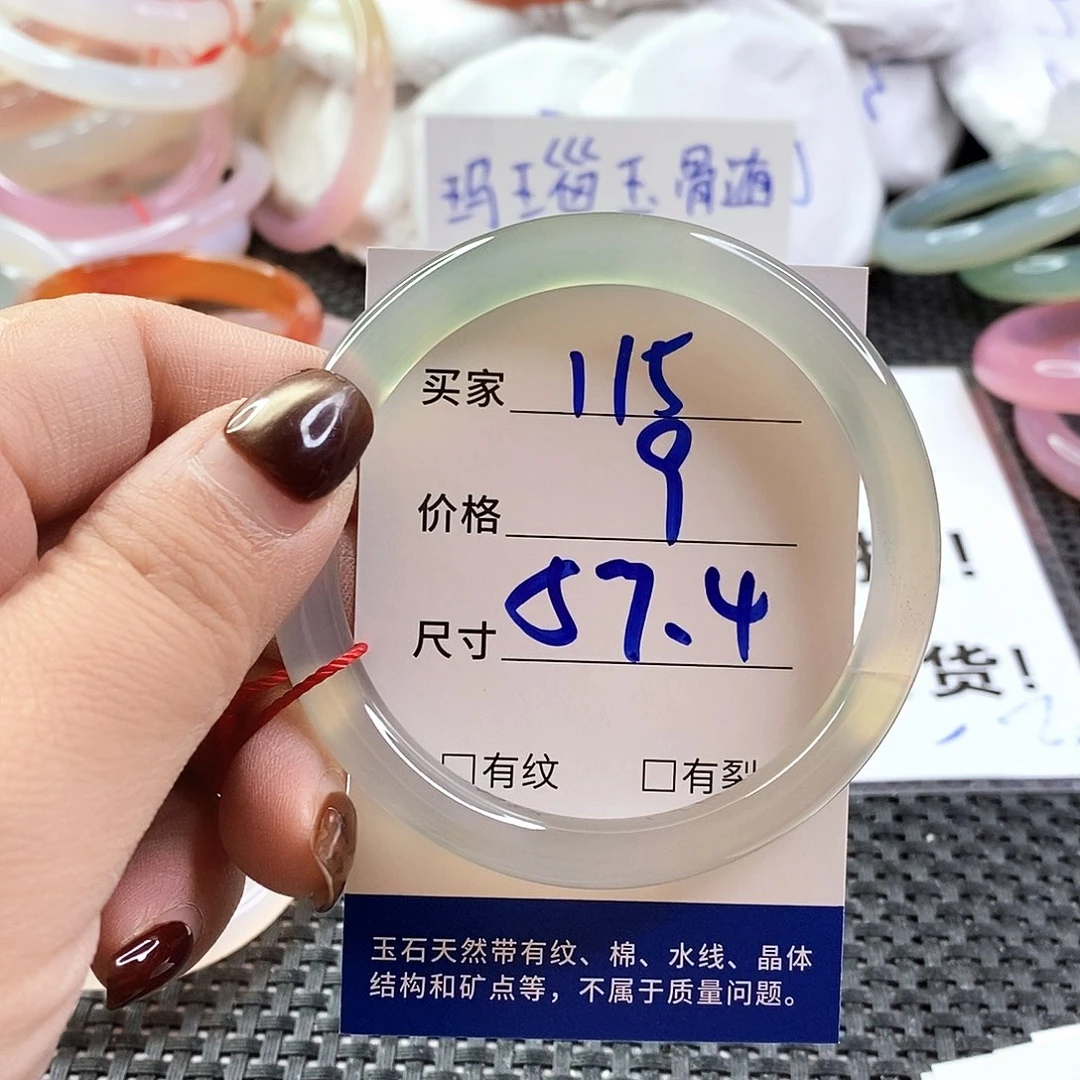 玛瑙玉骨随
买家 115
价格 9
尺寸 57.4
□有纹 □有裂
货！
玉石天然带有纹、棉、水线、晶体
结构和矿点等，不属于质量问题。